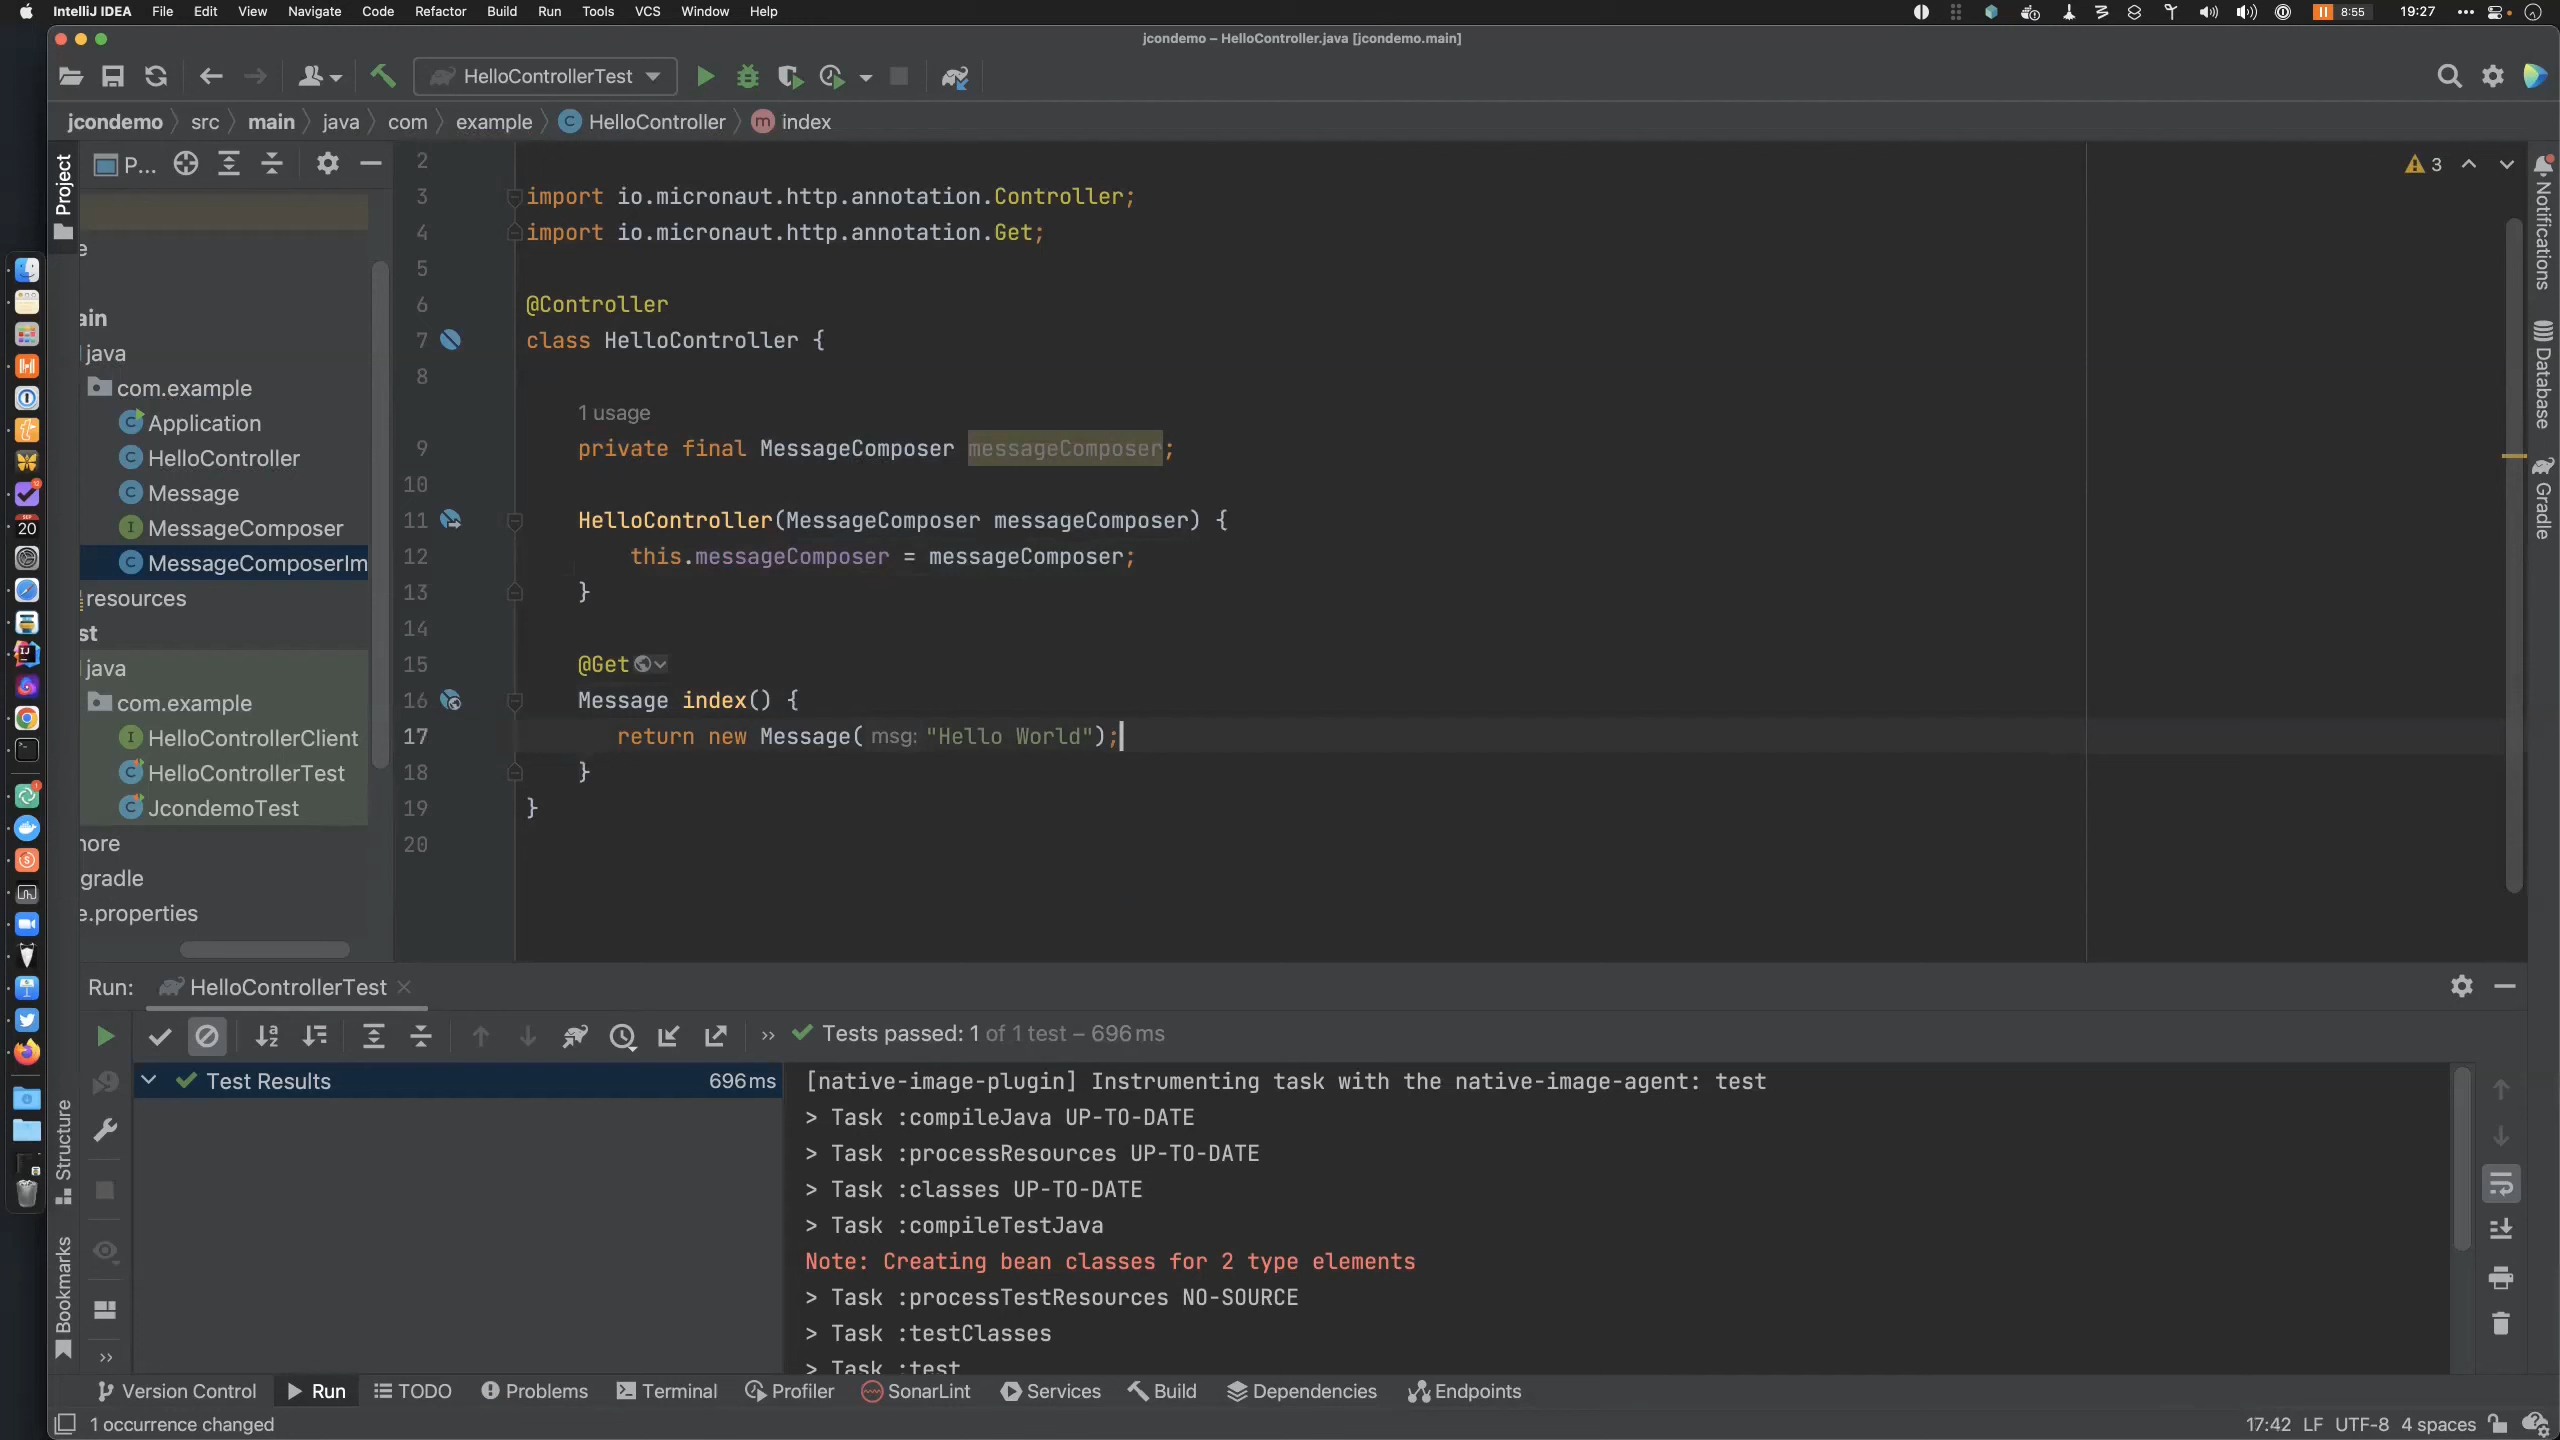 IntelliJ IDEA File Edit View Navigate Code Refactor Build Run Tools VCS Window Help 8:55 19:27
jcondemo – HelloController.java [jcondemo.main]
HelloControllerTest
jcondemo src main java com example HelloController index
Project
P...
e
ain
java
com.example
Application
HelloController
Message
MessageComposer
MessageComposerIm
resources
st
java
com.example
HelloControllerClient
HelloControllerTest
JcondemoTest
gradle
e.properties
2
3 import io.micronaut.http.annotation.Controller;
4 import io.micronaut.http.annotation.Get;
5
6 @Controller
7 class HelloController {
8
1 usage
9 private final MessageComposer messageComposer;
10
11 HelloController(MessageComposer messageComposer) {
12 this.messageComposer = messageComposer;
13 }
14
15 @Get
16 Message index() {
17 return new Message( msg: "Hello World");
18 }
19 }
20
3
Notifications
Database
Gradle
20
Run: HelloControllerTest
Tests passed: 1 of 1 test – 696 ms
Test Results 696 ms
[native-image-plugin] Instrumenting task with the native-image-agent: test
> Task :compileJava UP-TO-DATE
> Task :processResources UP-TO-DATE
> Task :classes UP-TO-DATE
> Task :compileTestJava
Note: Creating bean classes for 2 type elements
> Task :processTestResources NO-SOURCE
> Task :testClasses
> Task :test
Structure
Bookmarks
Version Control Run TODO Problems Terminal Profiler SonarLint Services Build Dependencies Endpoints
1 occurrence changed 17:42 LF UTF-8 4 spaces